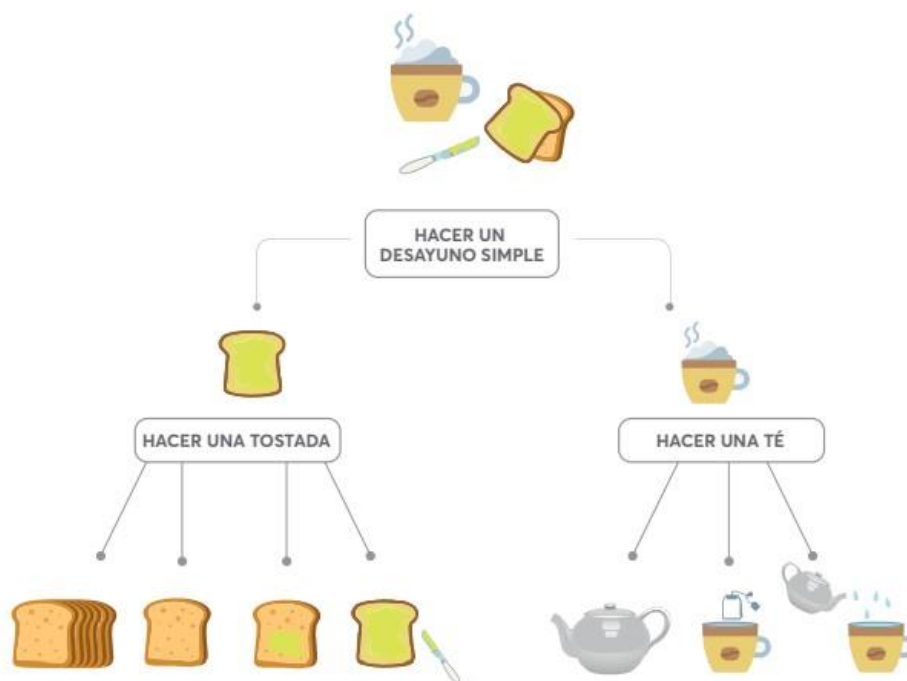 HACER UN
DESAYUNO SIMPLE
HACER UNA TOSTADA
HACER UNA TÉ